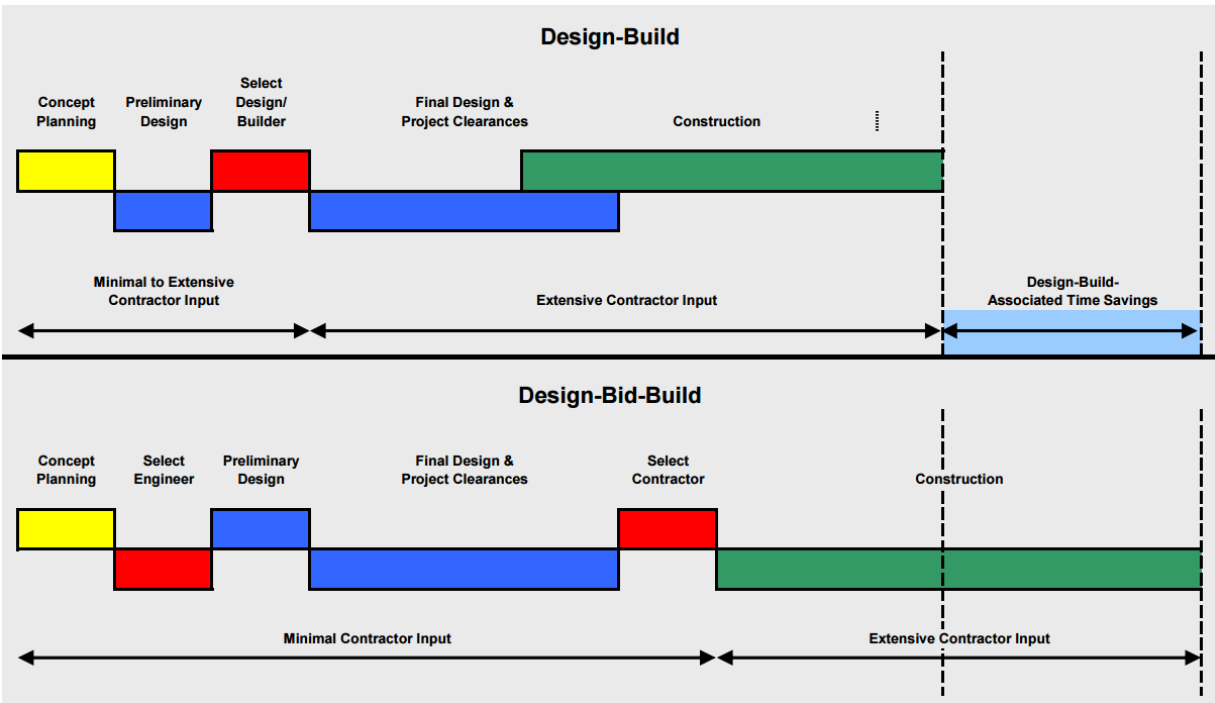 Design-Build
Concept
Planning
Preliminary
Design
Select
Design/
Builder
Final Design &
Project Clearances
Construction
Minimal to Extensive
Contractor Input
Extensive Contractor Input
Design-Build-
Associated Time Savings
Design-Bid-Build
Concept
Planning
Select
Engineer
Preliminary
Design
Final Design &
Project Clearances
Select
Contractor
Construction
Minimal Contractor Input
Extensive Contractor Input